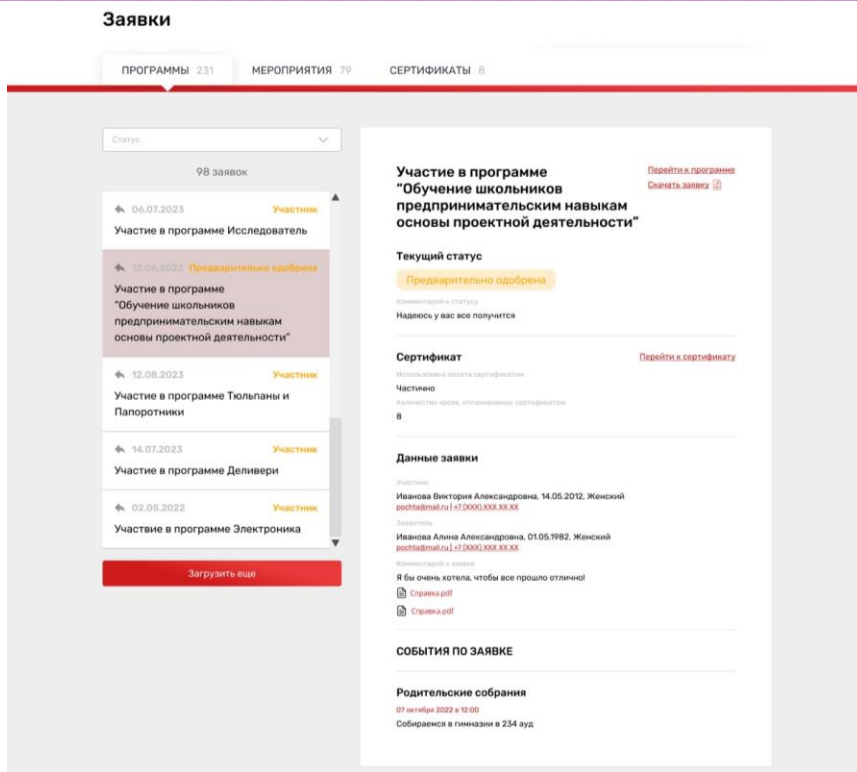 Заявки
ПРОГРАММЫ 231
МЕРОПРИЯТИЯ 79
СЕРТИФИКАТЫ 8
Статус
98 заявок
06.07.2023 Участник
Участие в программе Исследователь
12.06.2023 Предварительно одобрена
Участие в программе
“Обучение школьников
предпринимательским навыкам
основы проектной деятельности”
12.08.2023 Участник
Участие в программе Тюльпаны и
Папоротники
14.07.2023 Участник
Участие в программе Деливери
02.05.2022 Участник
Участвие в программе Электроника
Загрузить еще
Участие в программе
“Обучение школьников
предпринимательским навыкам
основы проектной деятельности”
Перейти к программе
Скачать заявку
Текущий статус
Предварительно одобрена
Комментарий к статусу
Надеюсь у вас все получится
Сертификат
Перейти к сертификату
Использована оплата сертификатом
Частично
Количество часов, оплачиваемых сертификатом
8
Данные заявки
Участник
Иванова Виктория Александровна, 14.05.2012, Женский
pochta@mail.ru | +7 (XXX) XXX XX XX
Заявитель
Иванова Алина Александровна, 01.05.1982, Женский
pochta@mail.ru | +7 (XXX) XXX XX XX
Комментарий к заявке
Я бы очень хотела, чтобы все прошло отлично!
Справка.pdf
Справка.pdf
СОБЫТИЯ ПО ЗАЯВКЕ
Родительские собрания
07 октября 2022 в 12:00
Собираемся в гимназии в 234 ауд